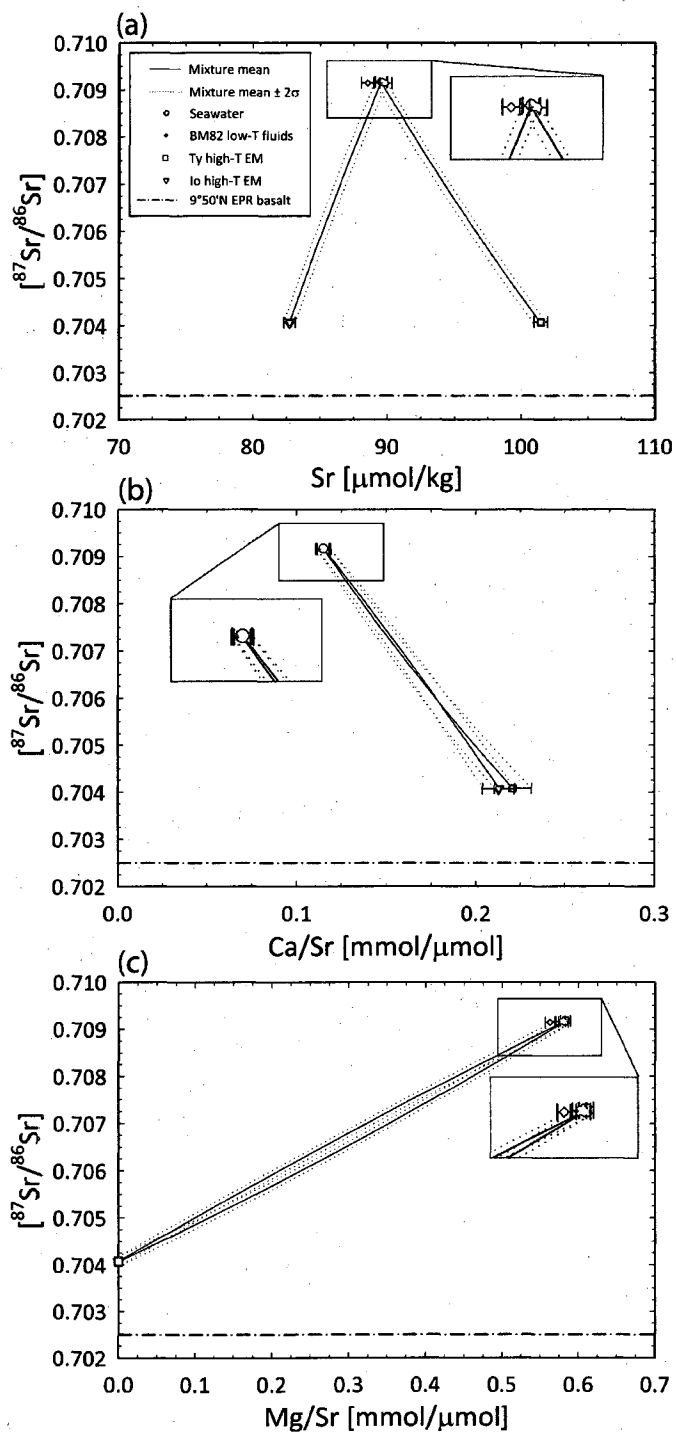 (a)
0.710
0.709
0.708
0.707
0.706
0.705
0.704
0.703
0.702
[⁸⁷Sr/⁸⁶Sr]
Mixture mean
Mixture mean ± 2σ
Seawater
BM82 low-T fluids
Ty high-T EM
Io high-T EM
9°50'N EPR basalt
70 80 90 100 110
Sr [μmol/kg]
(b)
0.710
0.709
0.708
0.707
0.706
0.705
0.704
0.703
0.702
[⁸⁷Sr/⁸⁶Sr]
0.0 0.1 0.2 0.3
Ca/Sr [mmol/μmol]
(c)
0.710
0.709
0.708
0.707
0.706
0.705
0.704
0.703
0.702
[⁸⁷Sr/⁸⁶Sr]
0.0 0.1 0.2 0.3 0.4 0.5 0.6 0.7
Mg/Sr [mmol/μmol]